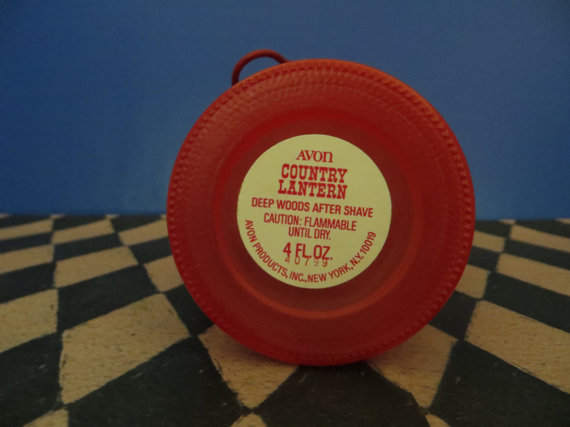 AVON
COUNTRY
LANTERN
DEEP WOODS AFTER SHAVE
CAUTION: FLAMMABLE
UNTIL DRY.
4 FL. OZ.
AVON PRODUCTS, INC., NEW YORK, N.Y. 10019